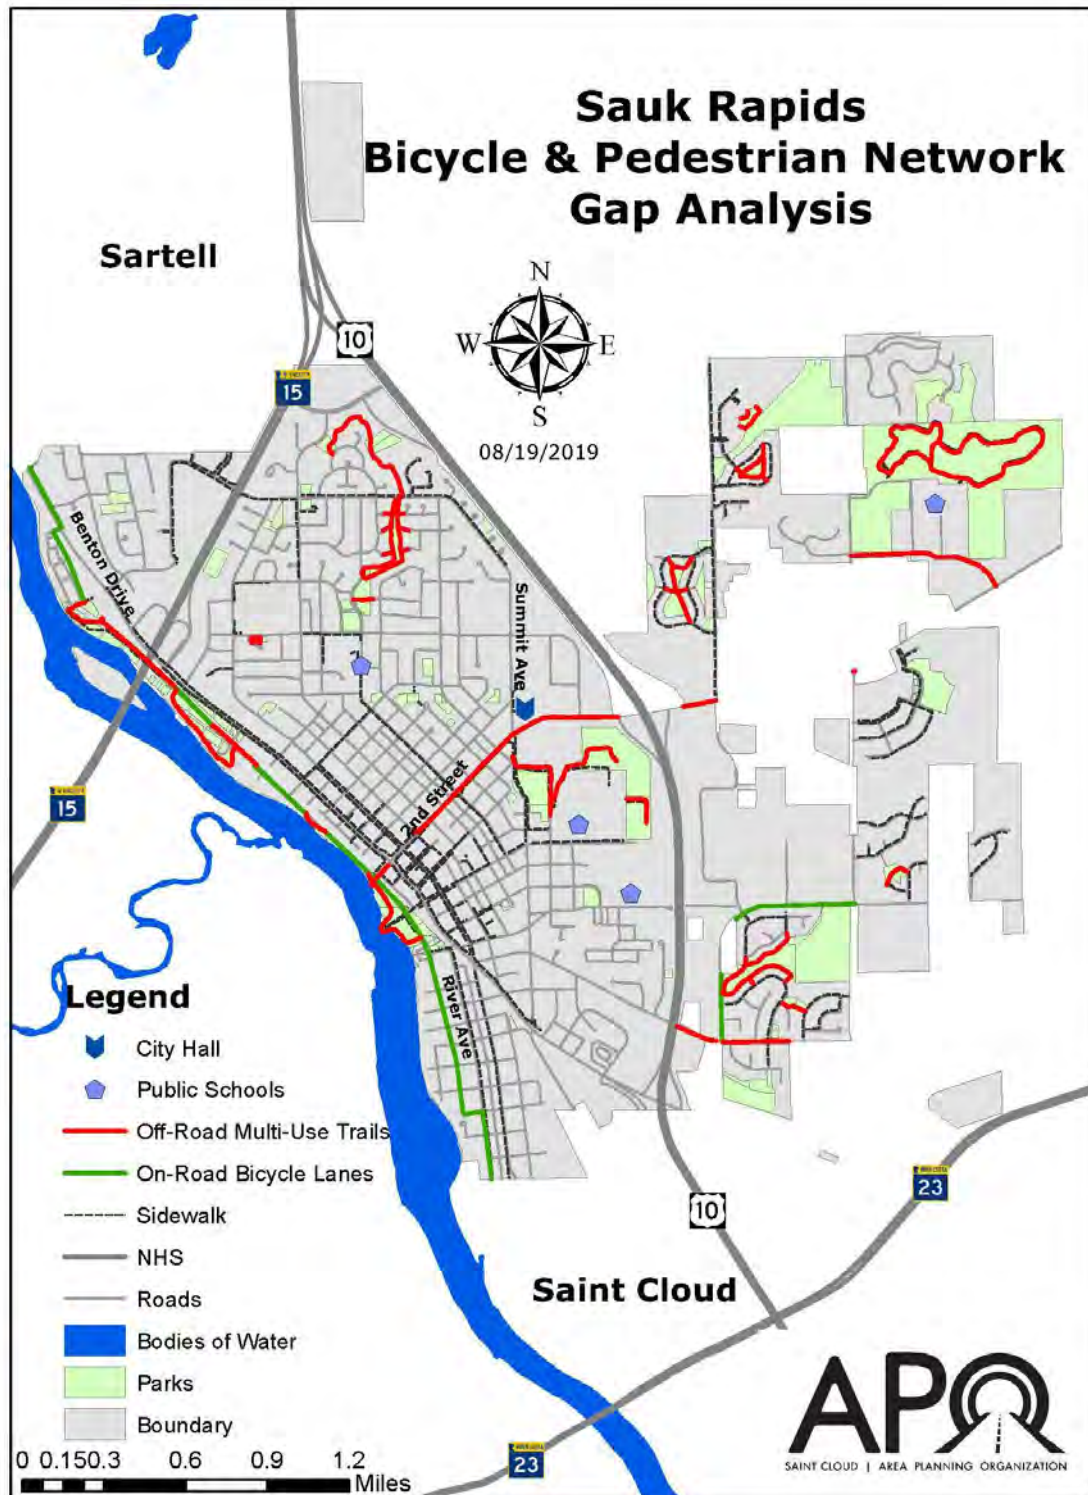 Sauk Rapids
Bicycle & Pedestrian Network
Gap Analysis
Sartell
N
W E
S
10
15
08/19/2019
Benton Drive
Summit Ave
15
2nd Street
River Ave
Legend
City Hall
Public Schools
Off-Road Multi-Use Trails
On-Road Bicycle Lanes
Sidewalk
NHS
Roads
Bodies of Water
Parks
Boundary
23
10
Saint Cloud
23
0 0.150.3 0.6 0.9 1.2
Miles
APO
SAINT CLOUD | AREA PLANNING ORGANIZATION